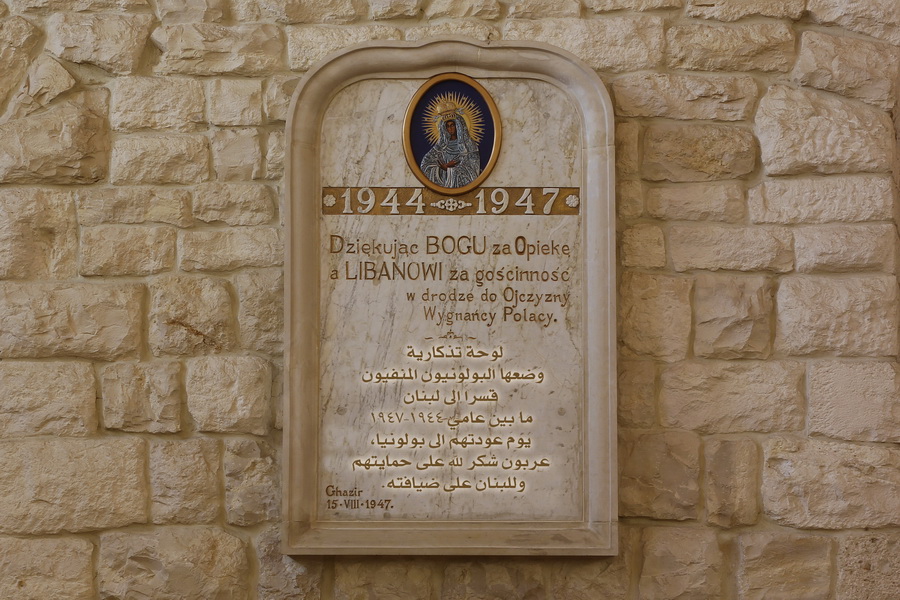 1944 1947
Dziękując BOGU za Opiekę
a LIBANOWI za gościnność
w drodze do Ojczyzny
Wygnańcy Polacy.
لوحة تذكارية
وضعها البولونيون المنفيون
قسرا الى لبنان
ما بين عامي ١٩٤٤-١٩٤٧
يوم عودتهم الى بولونيا،
عربون شكر لله على حمايتهم
وللبنان على ضيافته.
Ghazir
15-VIII-1947.